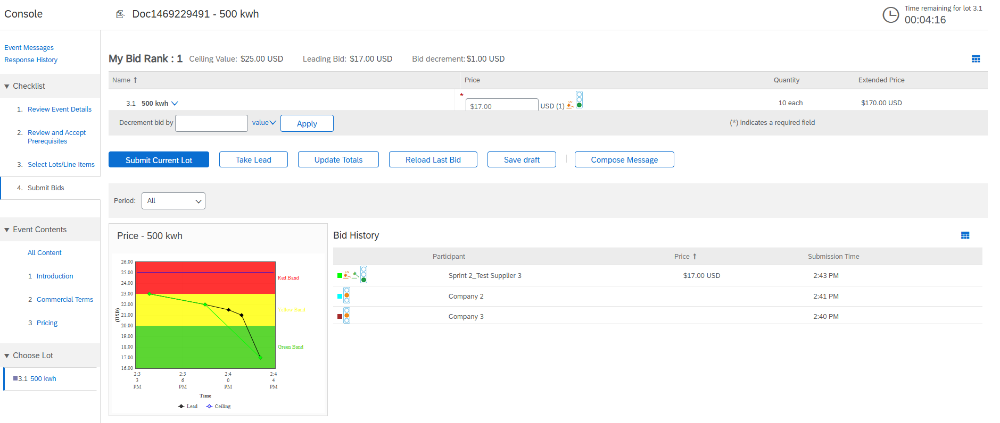 Console
Doc1469229491 - 500 kwh
Time remaining for lot 3.1
00:04:16
Event Messages
Response History
Checklist
1. Review Event Details
2. Review and Accept
Prerequisites
3. Select Lots/Line Items
4. Submit Bids
Event Contents
All Content
1 Introduction
2 Commercial Terms
3 Pricing
Choose Lot
3.1 500 kwh
My Bid Rank : 1 Ceiling Value: $25.00 USD Leading Bid: $17.00 USD Bid decrement: $1.00 USD
Name ↑ Price Quantity Extended Price
3.1 500 kwh * $17.00 USD (1) 10 each $170.00 USD
Decrement bid by value Apply (*) indicates a required field
Submit Current Lot Take Lead Update Totals Reload Last Bid Save draft Compose Message
Period: All
Price - 500 kwh
26.00
25.00
24.00
23.00
22.00
21.00
20.00
19.00
18.00
17.00
16.00
(USD)
Red Band
Yellow Band
Green Band
2:3
3
PM
2:3
6
PM
2:4
0
PM
2:4
4
PM
Time
Lead Ceiling
Bid History
Participant Price ↑ Submission Time
Sprint 2_Test Supplier 3 $17.00 USD 2:43 PM
Company 2 2:41 PM
Company 3 2:40 PM